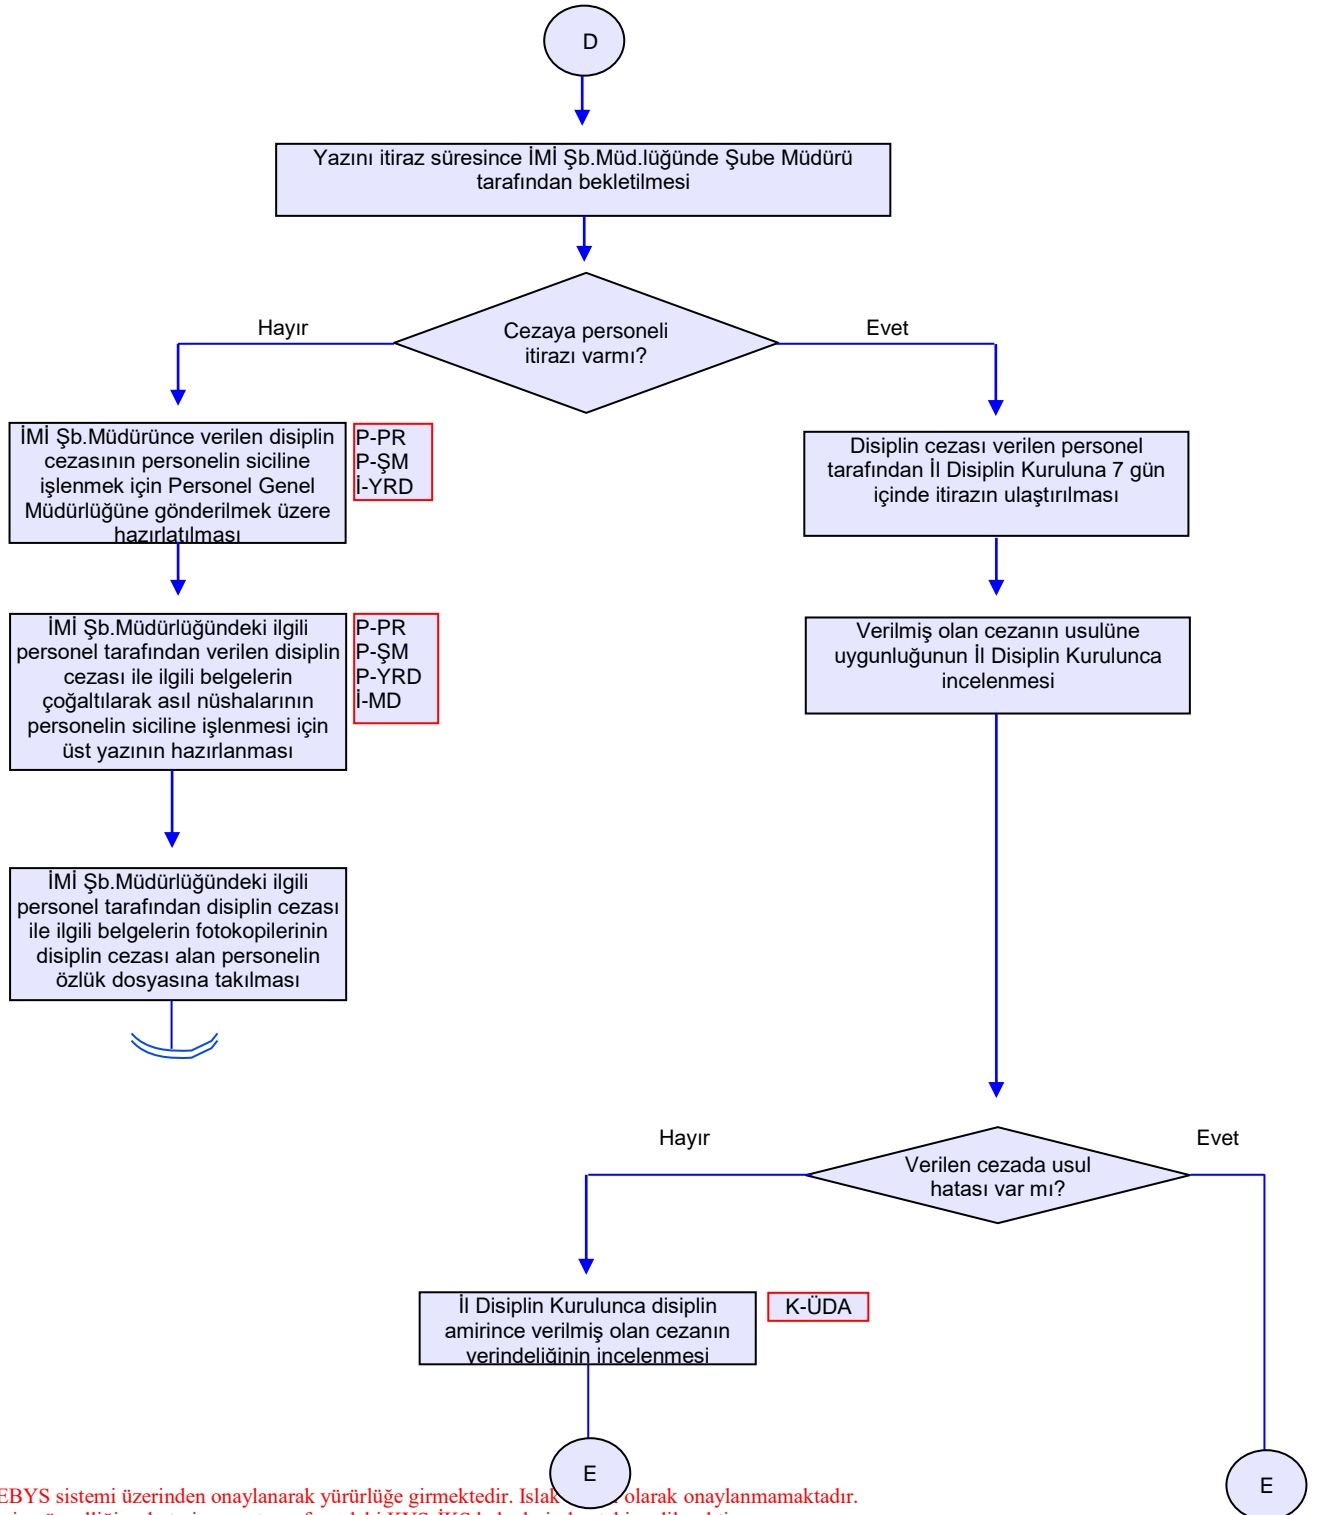 D
Yazını itiraz süresince İMİ Şb.Müd.lüğünde Şube Müdürü
tarafından bekletilmesi
Hayır
Cezaya personeli
itirazı varmı?
Evet
İMİ Şb.Müdürünce verilen disiplin
cezasının personelin siciline
işlenmek için Personel Genel
Müdürlüğüne gönderilmek üzere
hazırlatılması
P-PR
P-ŞM
İ-YRD
Disiplin cezası verilen personel
tarafından İl Disiplin Kuruluna 7 gün
içinde itirazın ulaştırılması
İMİ Şb.Müdürlüğündeki ilgili
personel tarafından verilen disiplin
cezası ile ilgili belgelerin
çoğaltılarak asıl nüshalarının
personelin siciline işlenmesi için
üst yazının hazırlanması
P-PR
P-ŞM
P-YRD
İ-MD
Verilmiş olan cezanın usulüne
uygunluğunun İl Disiplin Kurulunca
incelenmesi
İMİ Şb.Müdürlüğündeki ilgili
personel tarafından disiplin cezası
ile ilgili belgelerin fotokopilerinin
disiplin cezası alan personelin
özlük dosyasına takılması
Hayır
Verilen cezada usul
hatası var mı?
Evet
İl Disiplin Kurulunca disiplin
amirince verilmiş olan cezanın
yerindeliğinin incelenmesi
K-ÜDA
E
E
EBYS sistemi üzerinden onaylanarak yürürlüğe girmektedir. Islak olarak onaylanmamaktadır.